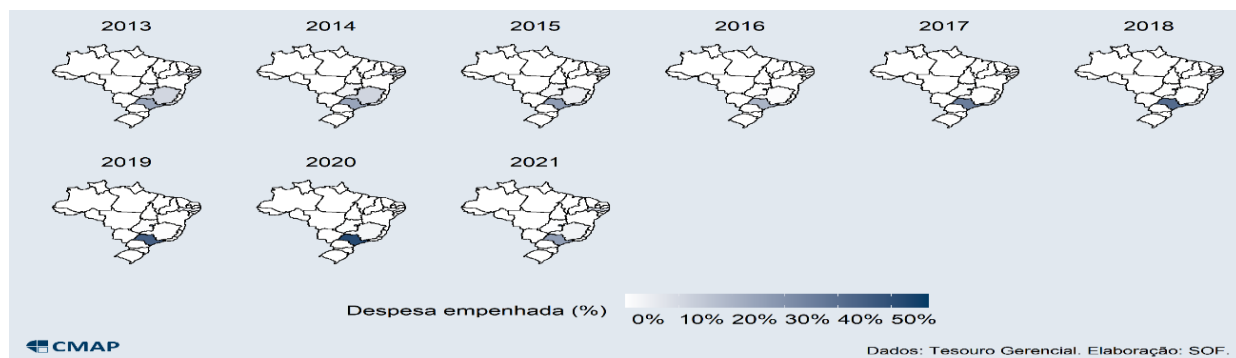 2013 2014 2015 2016 2017 2018
2019 2020 2021
Despesa empenhada (%)
0% 10% 20% 30% 40% 50%
CMAP
Dados: Tesouro Gerencial. Elaboração: SOF.